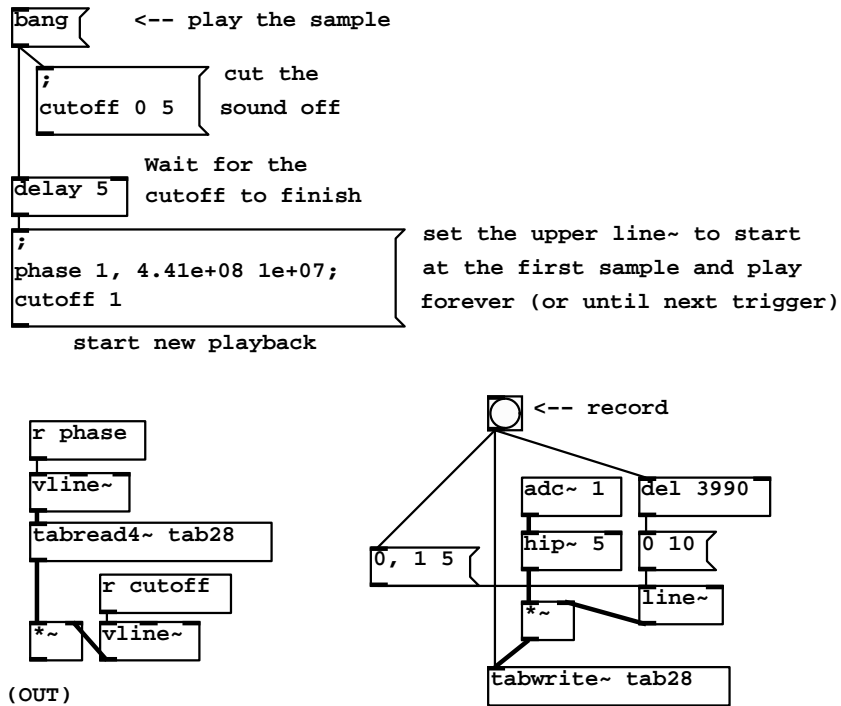 bang
<-- play the sample
;
cutoff 0 5
cut the
sound off
Wait for the
cutoff to finish
delay 5
;
phase 1, 4.41e+08 1e+07;
cutoff 1
set the upper line~ to start
at the first sample and play
forever (or until next trigger)
start new playback
<-- record
r phase
vline~
tabread4~ tab28
r cutoff
*~
vline~
(OUT)
adc~ 1
del 3990
hip~ 5
0 10
0, 1 5
line~
*~
tabwrite~ tab28